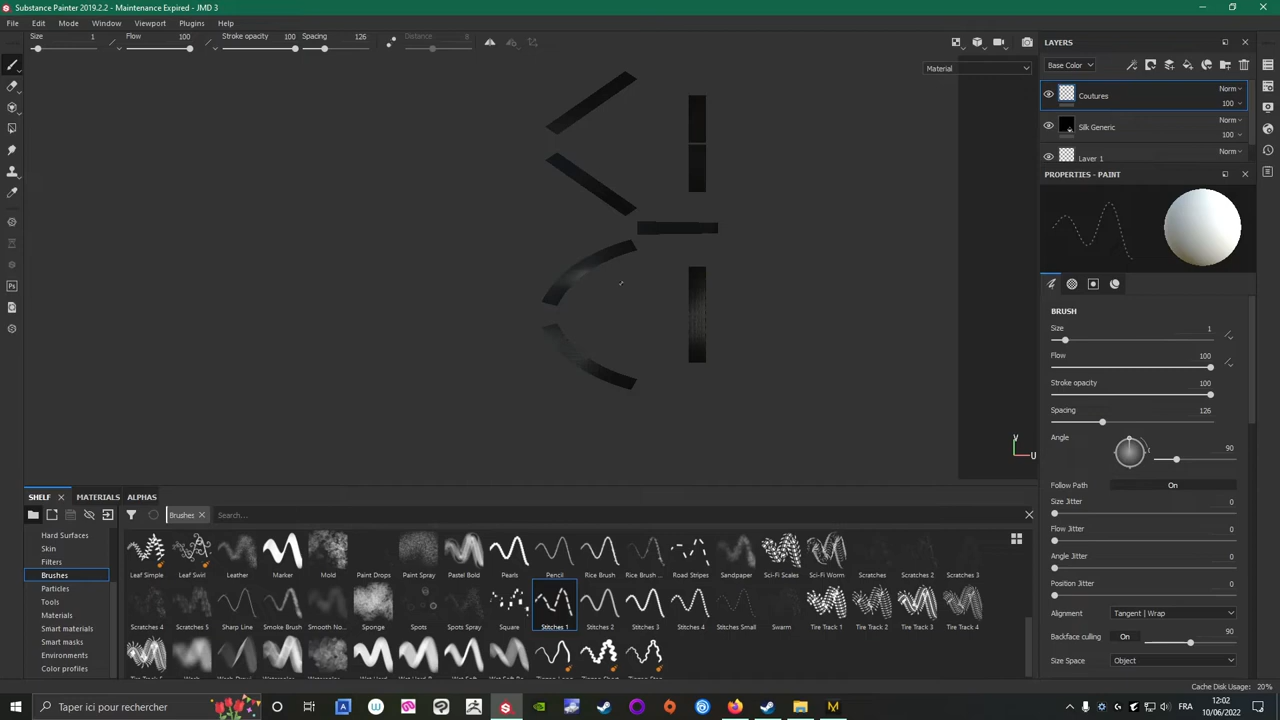 Substance Painter 2019.2.2 - Maintenance Expired - JMD 3
File Edit Mode Window Viewport Plugins Help
Size 1 Flow 100 Stroke opacity 100 Spacing 126 Distance 8
Material
LAYERS
Base Color
Coutures Norm 100
Silk Generic Norm 100
Layer 1 Norm
PROPERTIES - PAINT
BRUSH
Size 1
Flow 100
Stroke opacity 100
Spacing 126
Angle 90
Follow Path On
Size Jitter 0
Flow Jitter 0
Angle Jitter 0
Position Jitter 0
Alignment Tangent | Wrap
Backface culling On 90
Size Space Object
V
U
SHELF MATERIALS ALPHAS
Brushes Search...
Hard Surfaces
Skin
Filters
Brushes
Particles
Tools
Materials
Smart materials
Smart masks
Environments
Color profiles
Leaf Simple Leaf Swirl Leather Marker Mold Paint Drops Paint Spray Pastel Bold Pearls Pencil Rice Brush Rice Brush ... Road Stripes Sandpaper Sci-Fi Scales Sci-Fi Worm Scratches Scratches 2 Scratches 3
Scratches 4 Scratches 5 Sharp Line Smoke Brush Smooth No... Sponge Spots Spots Spray Square Stitches 1 Stitches 2 Stitches 3 Stitches 4 Stitches Small Swarm Tire Track 1 Tire Track 2 Tire Track 3 Tire Track 4
Cache Disk Usage: 20%
Taper ici pour rechercher
FRA
12:02
10/06/2022